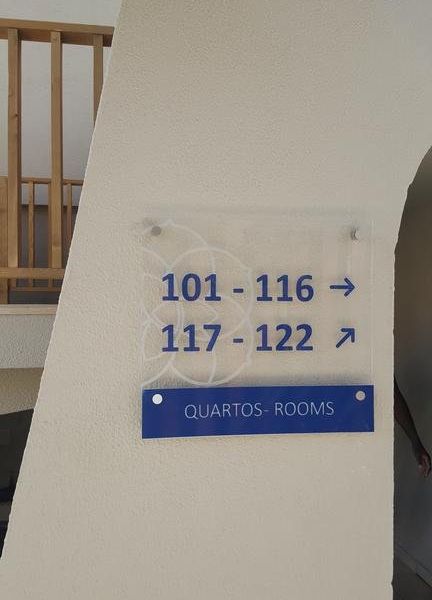 101 - 116 →
117 - 122 ↗
QUARTOS- ROOMS